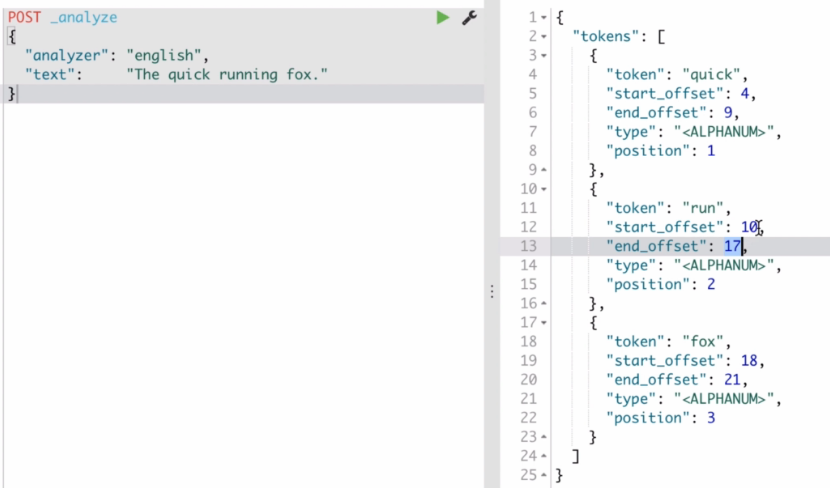 POST _analyze
{
  "analyzer": "english",
  "text":     "The quick running fox."
}
1 {
2   "tokens": [
3     {
4       "token": "quick",
5       "start_offset": 4,
6       "end_offset": 9,
7       "type": "<ALPHANUM>",
8       "position": 1
9     },
10     {
11       "token": "run",
12       "start_offset": 10,
13       "end_offset": 17,
14       "type": "<ALPHANUM>",
15       "position": 2
16     },
17     {
18       "token": "fox",
19       "start_offset": 18,
20       "end_offset": 21,
21       "type": "<ALPHANUM>",
22       "position": 3
23     }
24   ]
25 }